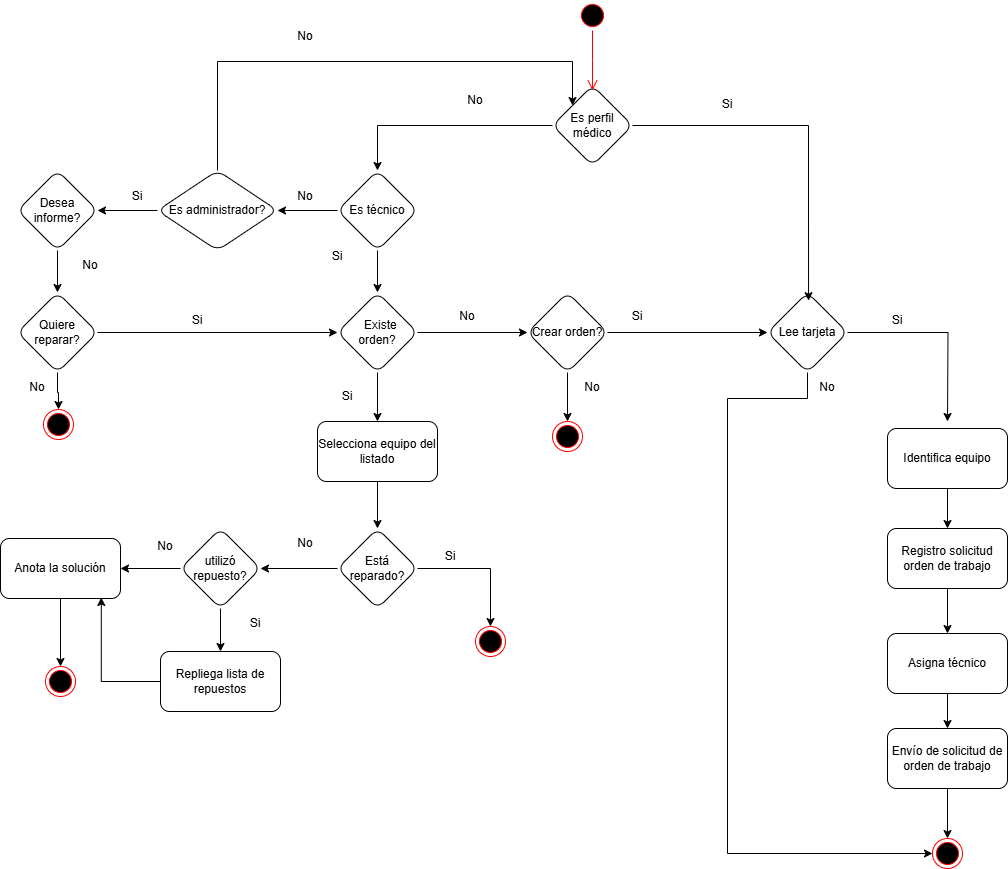 No
Es perfil
médico
No
Si
Desea
informe?
Si
Es administrador?
No
Es técnico
No
Si
Quiere
reparar?
Si
Existe
orden?
No
Crear orden?
Si
Lee tarjeta
Si
No
Si
No
No
Selecciona equipo del
listado
Identifica equipo
Anota la solución
No
utilizó
repuesto?
No
Está
reparado?
Si
Registro solicitud
orden de trabajo
Si
Repliega lista de
repuestos
Asigna técnico
Envío de solicitud de
orden de trabajo